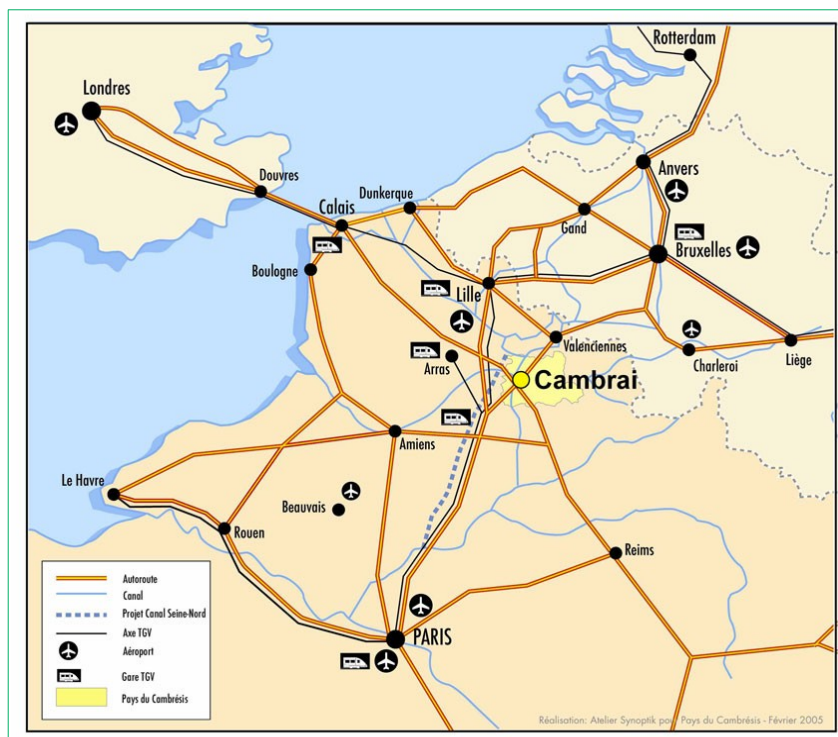 Rotterdam
Londres
Anvers
Douvres
Dunkerque
Calais
Gand
Bruxelles
Boulogne
Lille
Valenciennes
Charleroi
Liège
Arras
Cambrai
Amiens
Le Havre
Beauvais
Rouen
Reims
PARIS
Autoroute
Canal
Projet Canal Seine-Nord
Axe TGV
Aéroport
Gare TGV
Pays du Cambrésis
Réalisation: Atelier Synoptik pour Pays du Cambrésis - Février 2005